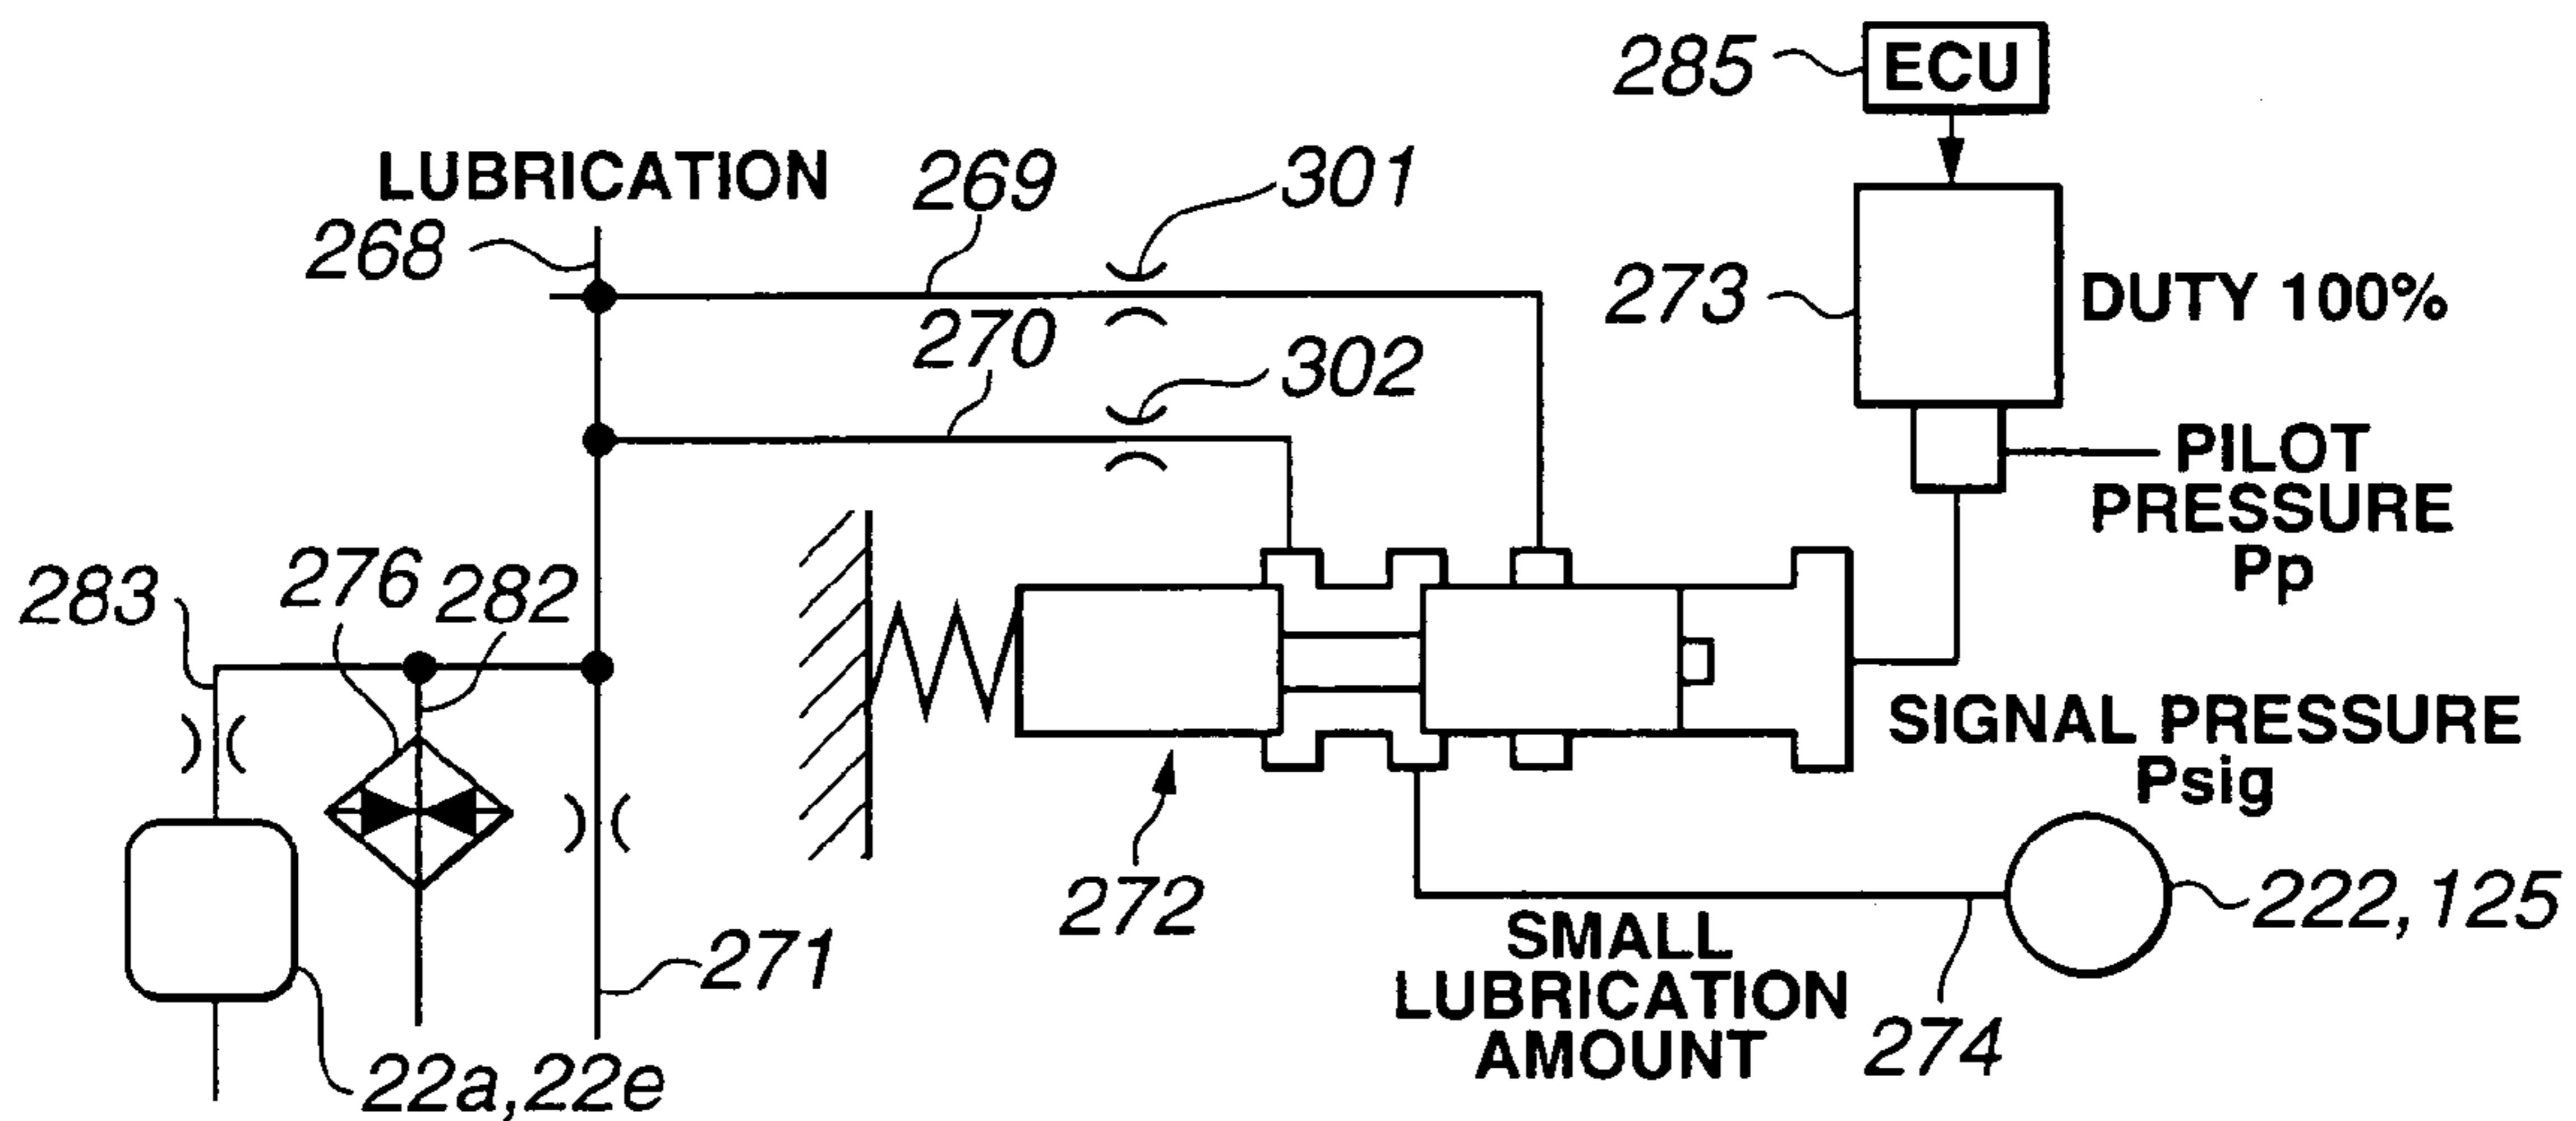 285
ECU
LUBRICATION
268
269
301
273
DUTY 100%
270
302
PILOT
PRESSURE
Pp
283
276
282
SIGNAL PRESSURE
Psig
272
222, 125
SMALL
LUBRICATION
AMOUNT
274
271
22a, 22e